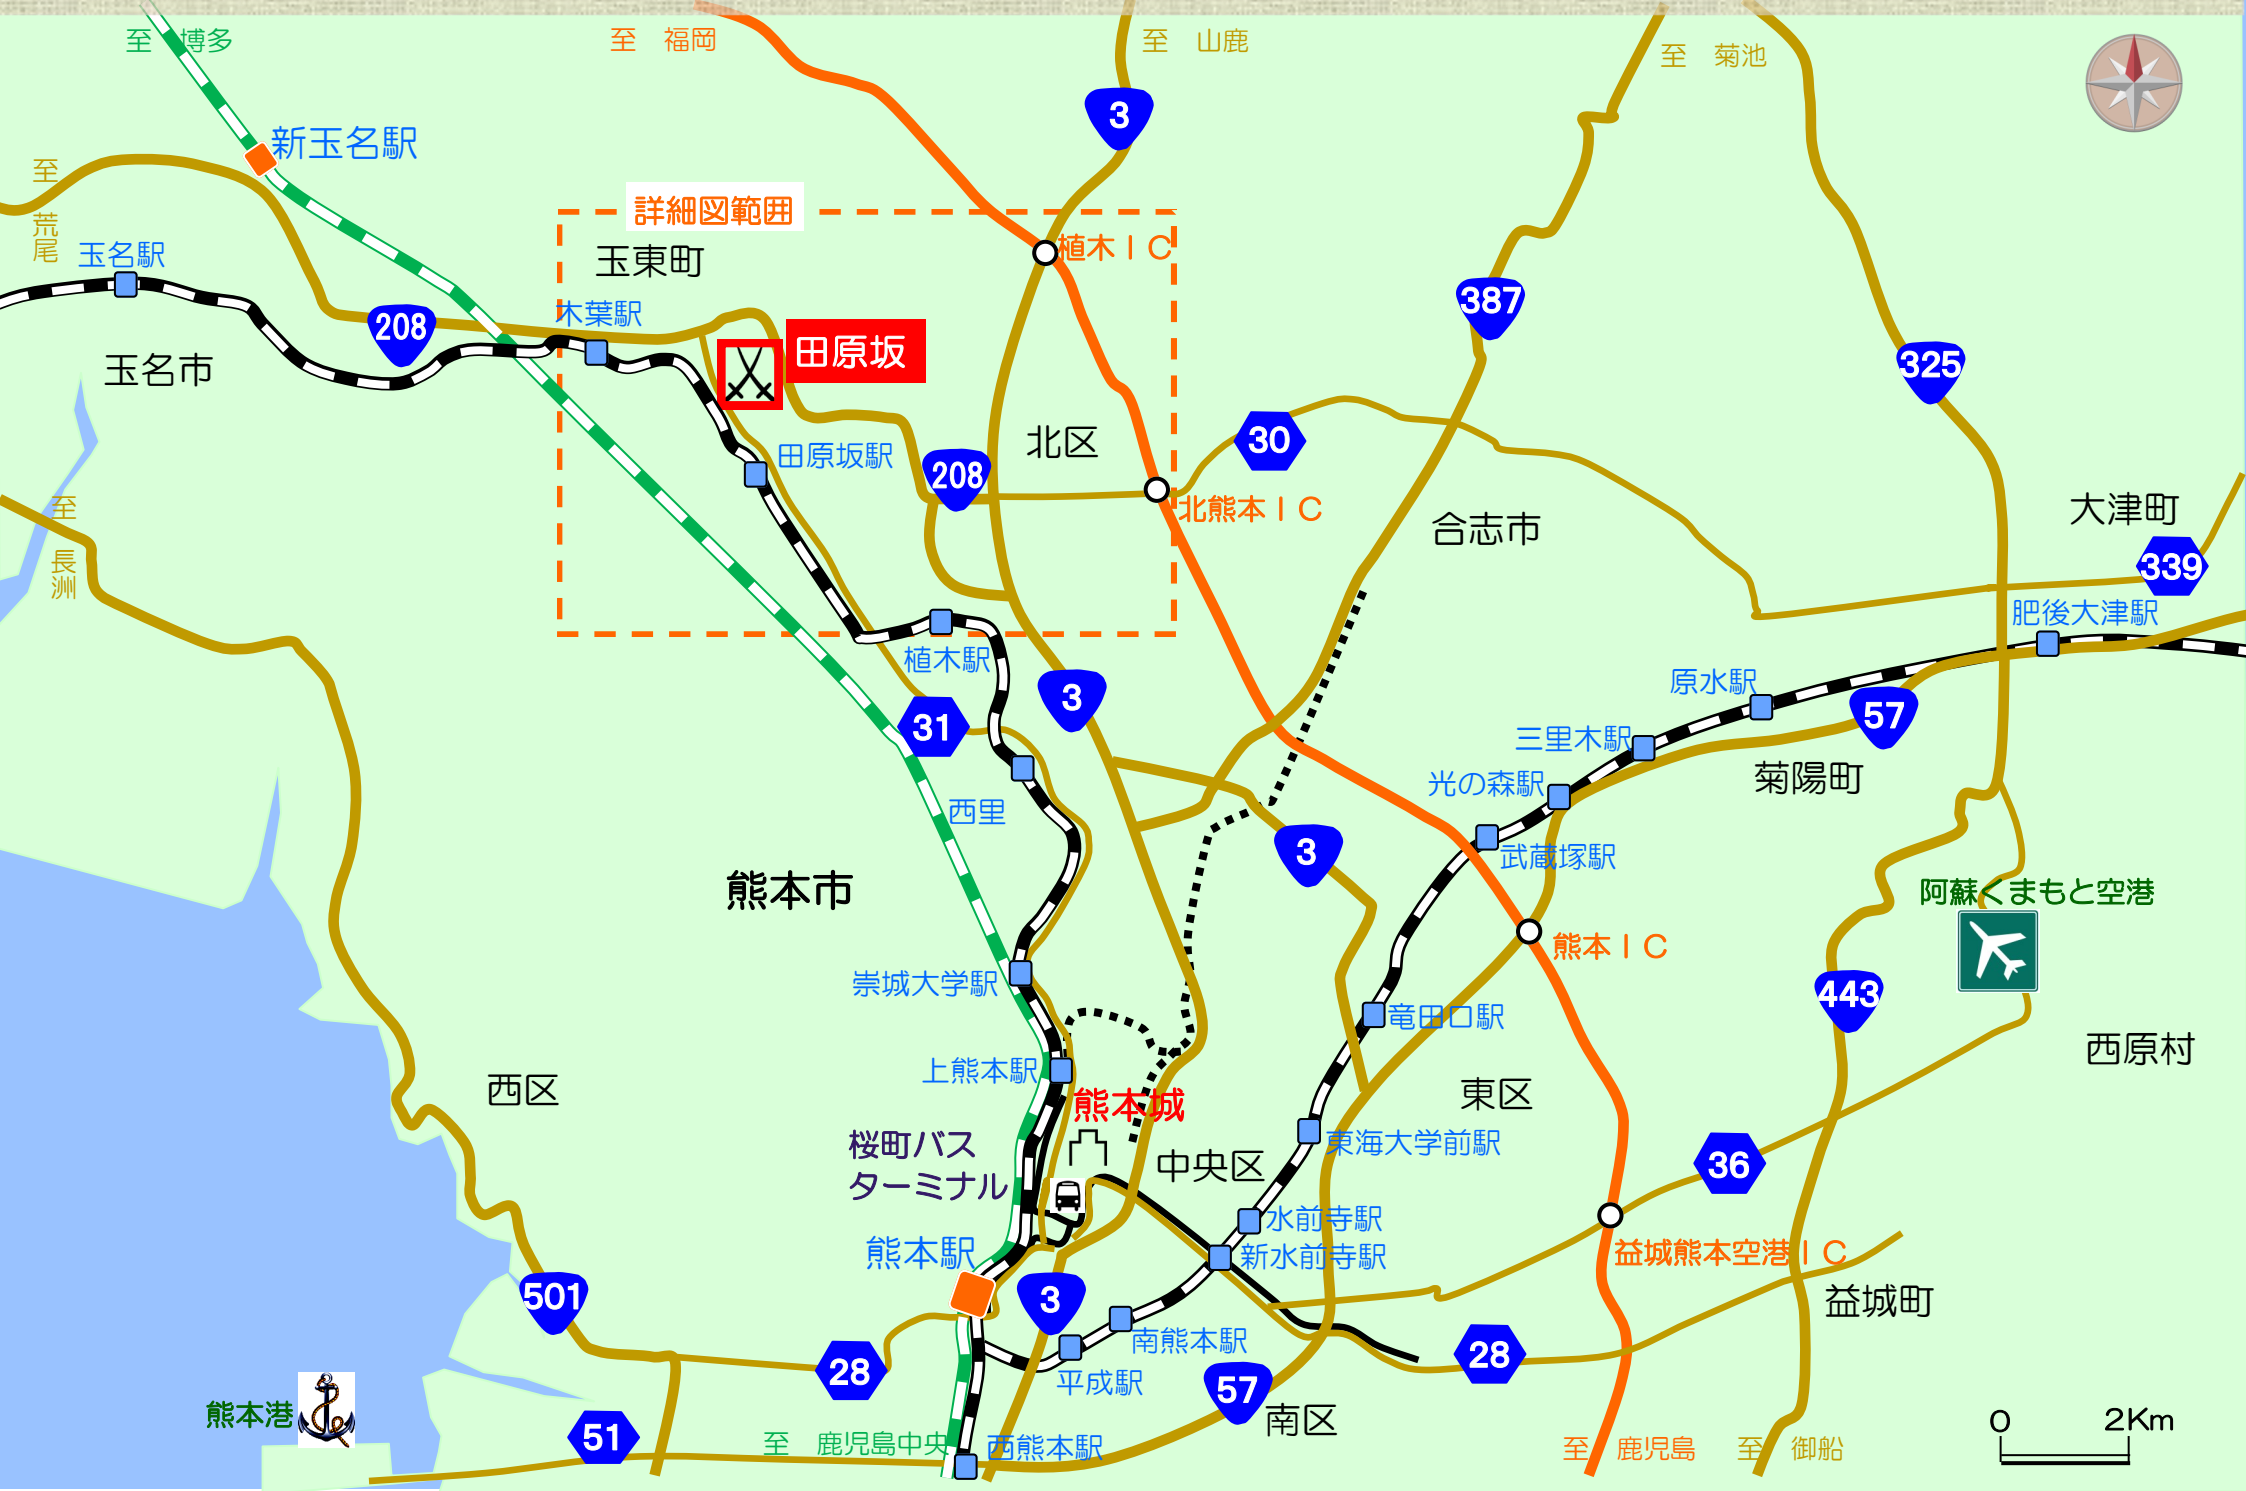 至 博多
至 福岡
至 山鹿
至 菊池
3
新玉名駅
至 荒尾
詳細図範囲
玉名駅
玉東町
植木IC
木葉駅
387
208
田原坂
玉名市
325
田原坂駅
208
北区
30
北熊本IC
合志市
大津町
至 長洲
339
肥後大津駅
植木駅
原水駅
3
31
57
三里木駅
西里
光の森駅
菊陽町
3
武蔵塚駅
熊本市
阿蘇くまもと空港
熊本IC
崇城大学駅
443
竜田口駅
西原村
上熊本駅
西区
熊本城
東区
桜町バス
ターミナル
東海大学前駅
中央区
36
水前寺駅
熊本駅
新水前寺駅
益城熊本空港IC
501
3
益城町
南熊本駅
28
28
平成駅
57
熊本港
51
南区
至 鹿児島中央
西熊本駅
至 鹿児島
至 御船
0 2Km